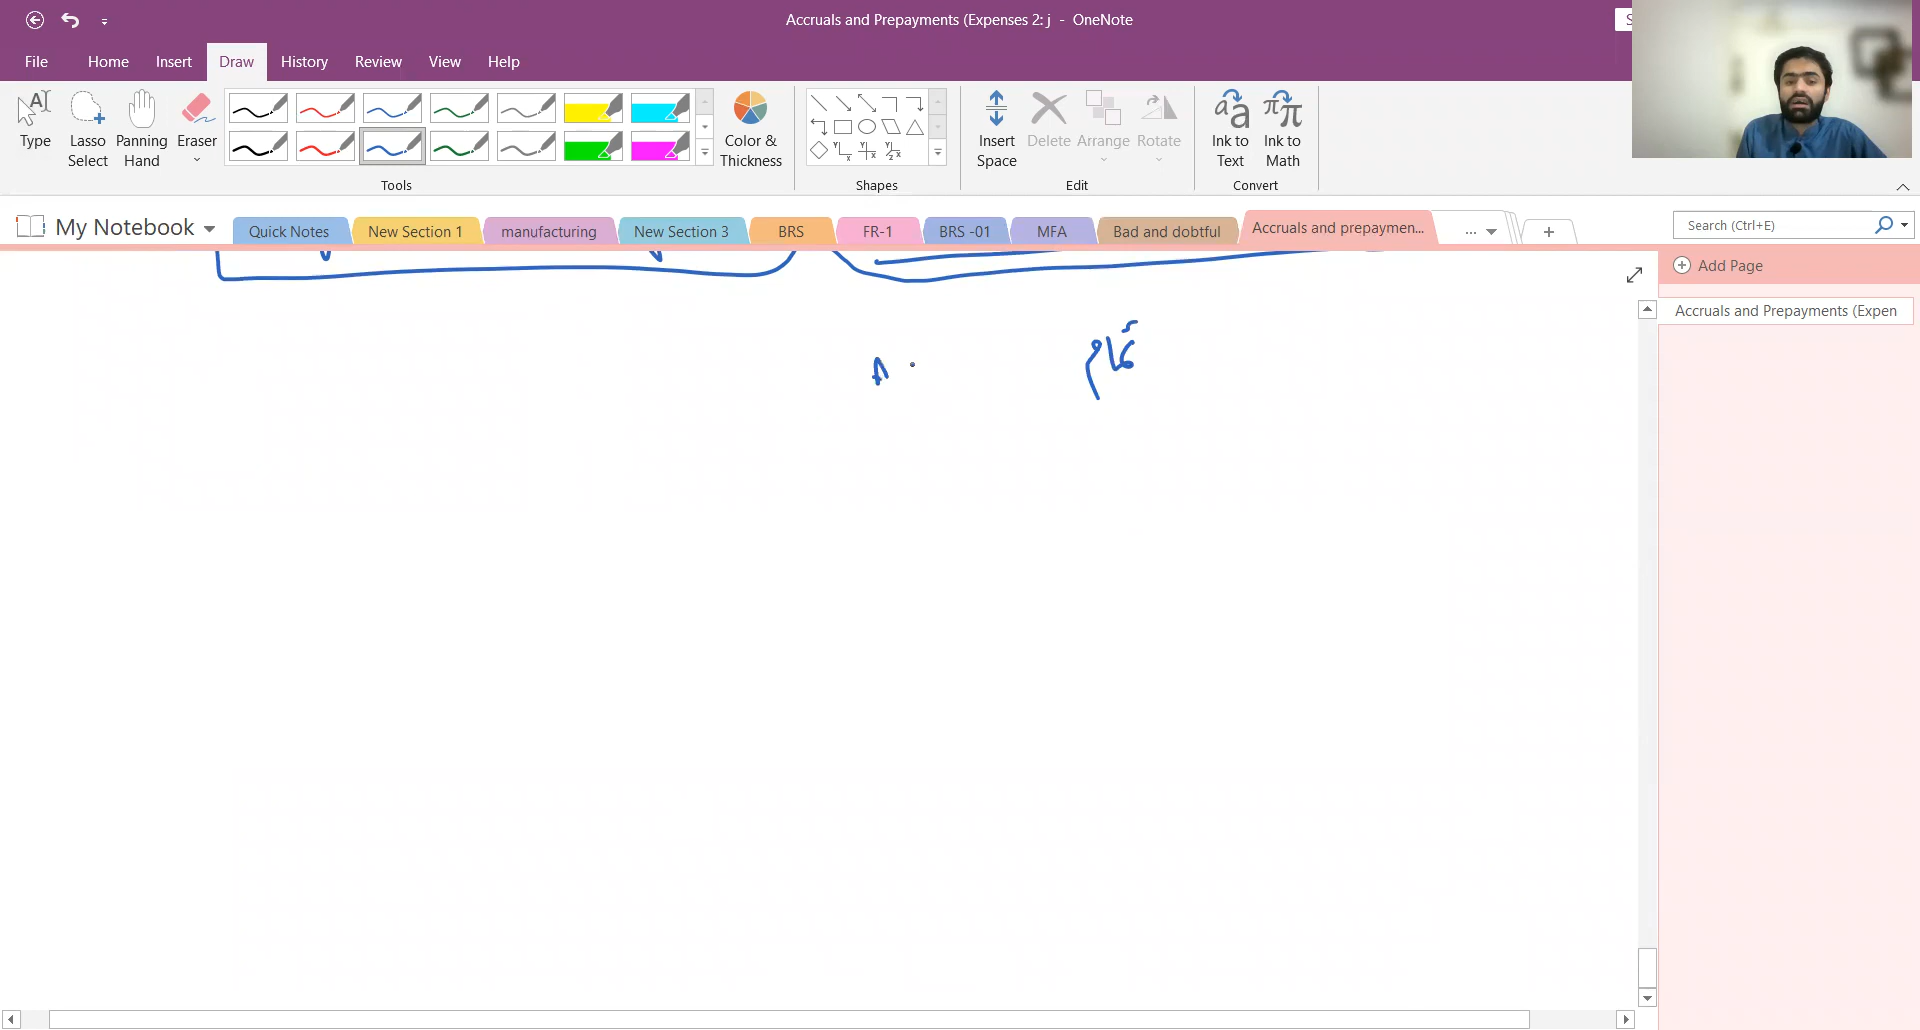 Accruals and Prepayments (Expenses 2: j - OneNote
S
File Home Insert Draw History Review View Help
Type
Lasso Select
Panning Hand
Eraser
Color & Thickness
Insert Space
Delete
Arrange
Rotate
Ink to Text
Ink to Math
Tools Shapes Edit Convert
My Notebook Quick Notes New Section 1 manufacturing New Section 3 BRS FR-1 BRS -01 MFA Bad and dobtful Accruals and prepaymen... ... + Search (Ctrl+E)
Add Page
Accruals and Prepayments (Expen
A
کام